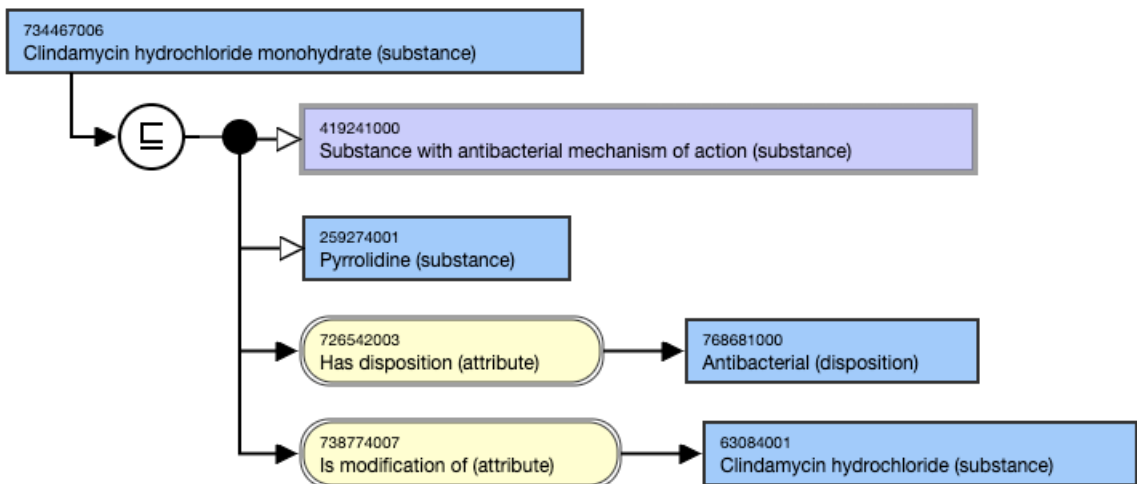 734467006
Clindamycin hydrochloride monohydrate (substance)
⊑
419241000
Substance with antibacterial mechanism of action (substance)
259274001
Pyrrolidine (substance)
726542003
Has disposition (attribute)
768681000
Antibacterial (disposition)
738774007
Is modification of (attribute)
63084001
Clindamycin hydrochloride (substance)